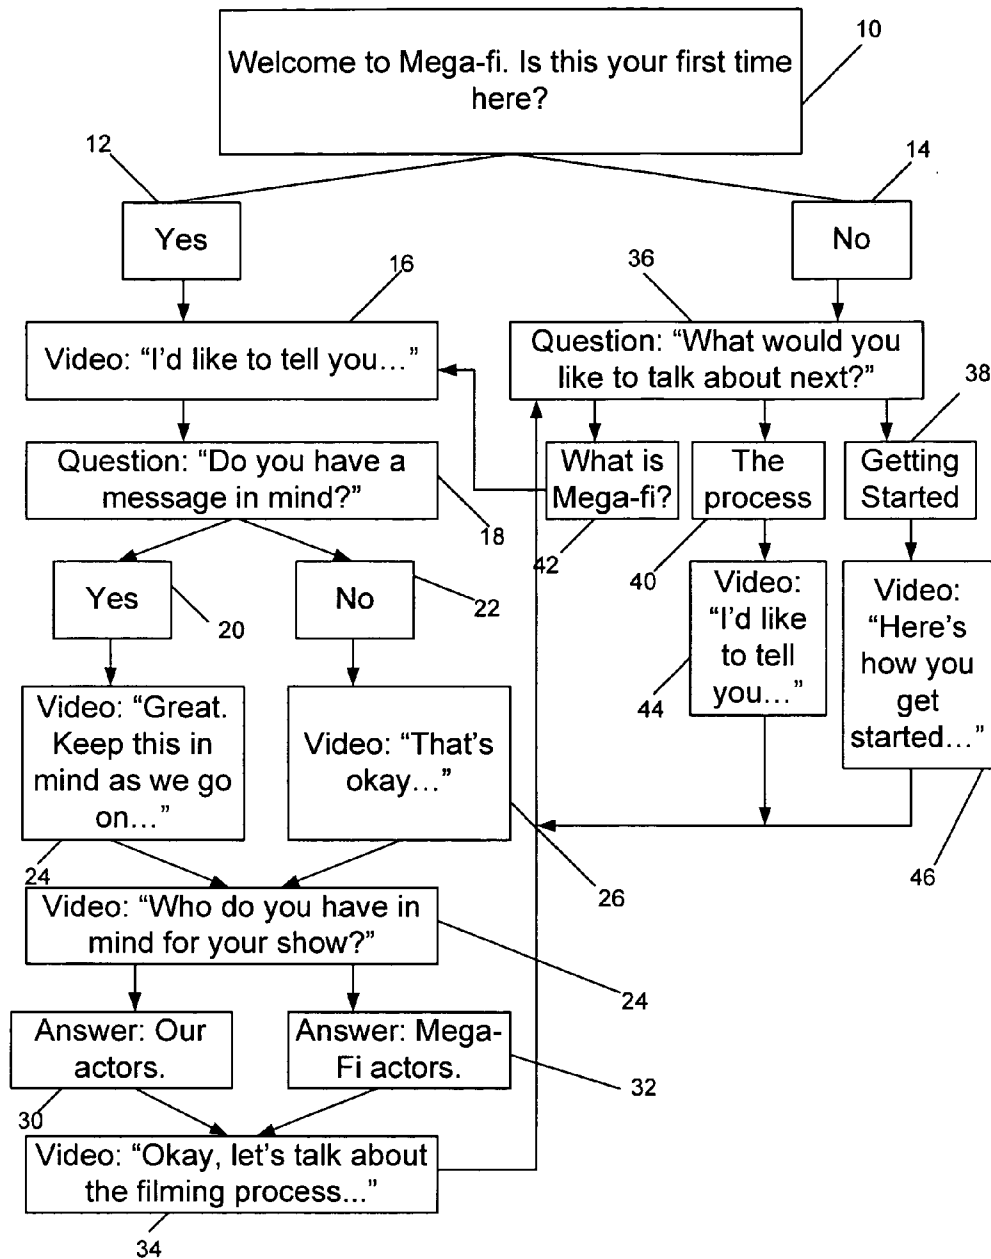 Welcome to Mega-fi. Is this your first time
here?
10
12
14
Yes
No
16
36
Video: “I’d like to tell you…”
Question: “What would you
like to talk about next?”
38
Question: “Do you have a
message in mind?”
18
What is
Mega-fi?
42
The
process
40
Getting
Started
Yes
20
No
22
Video:
“I’d like
to tell
you…”
44
Video:
“Here’s
how you
get
started…”
46
Video: “Great.
Keep this in
mind as we go
on…”
24
Video: “That’s
okay…”
26
Video: “Who do you have in
mind for your show?”
24
Answer: Our
actors.
30
Answer: Mega-
Fi actors.
32
Video: “Okay, let’s talk about
the filming process...”
34